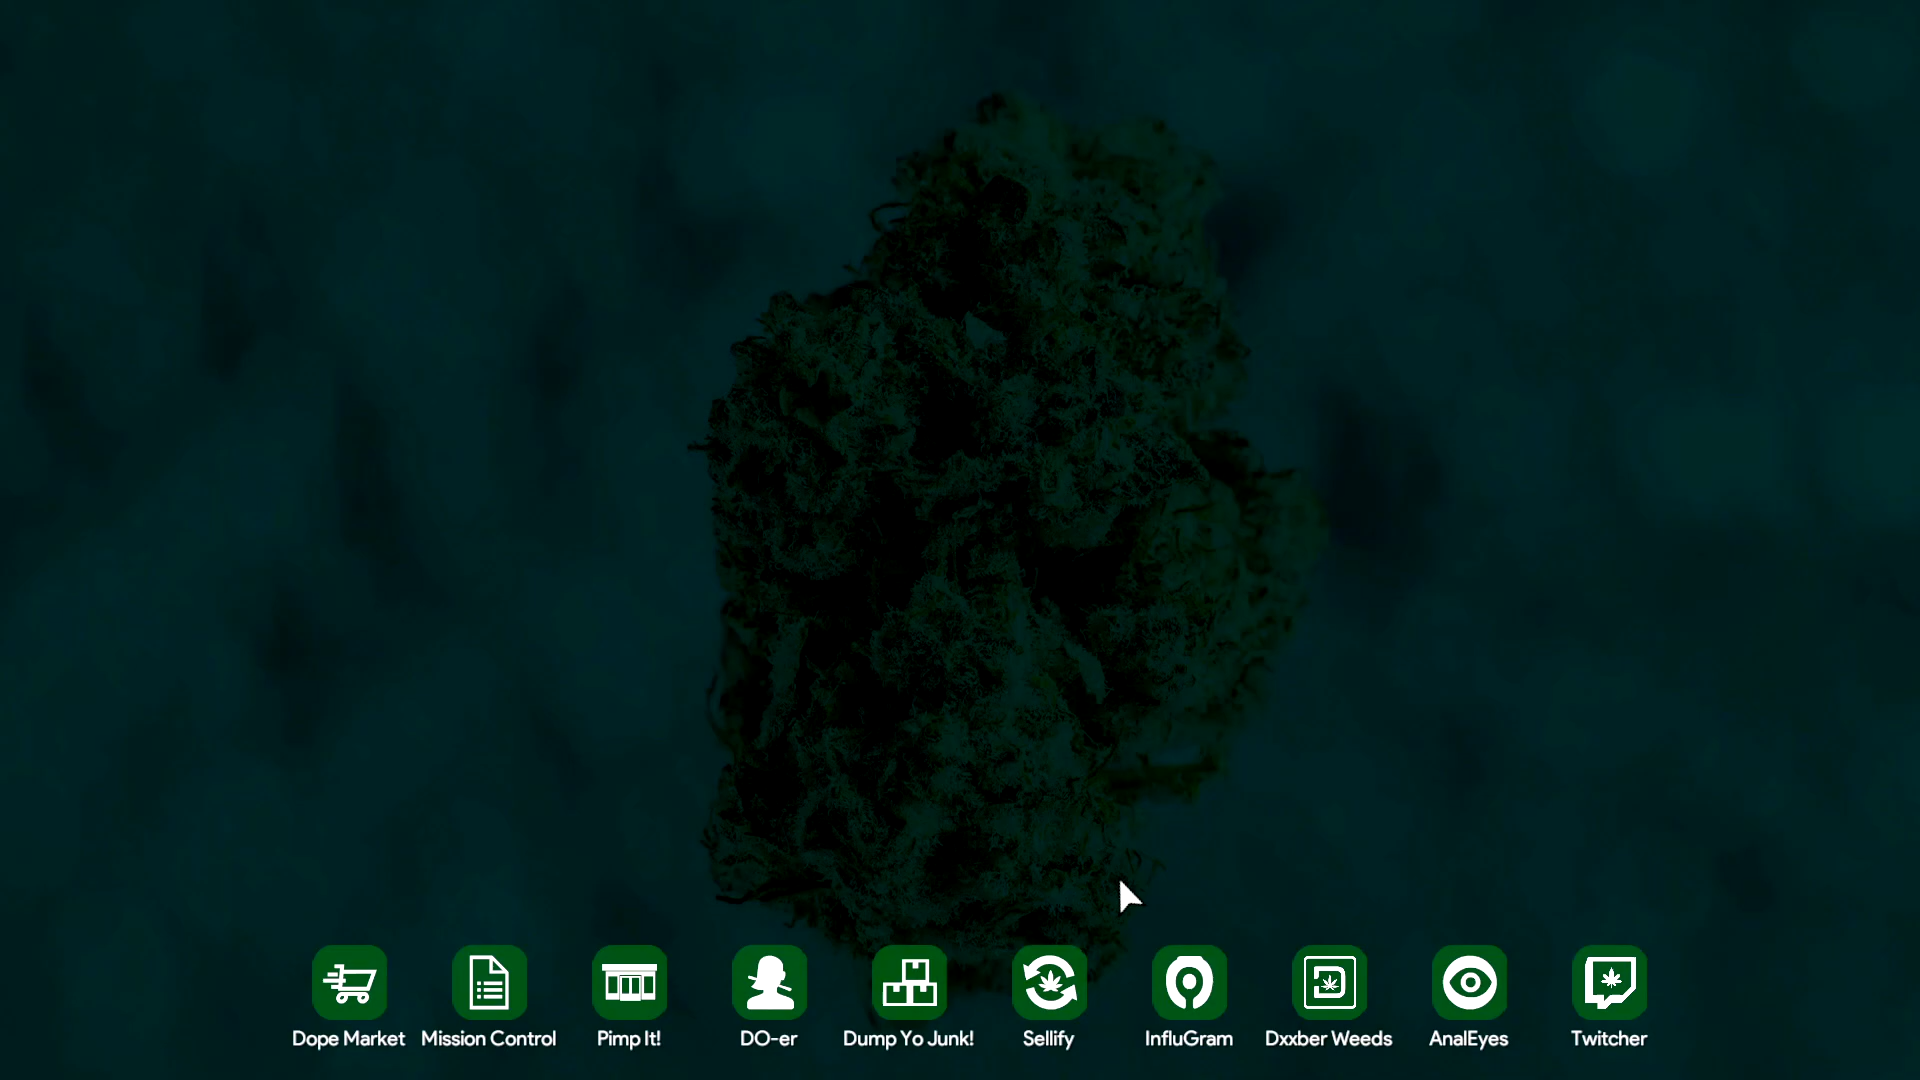 Dope Market
Mission Control
Pimp It!
DO-er
Dump Yo Junk!
Sellify
InfluGram
Dxxber Weeds
AnalEyes
Twitcher